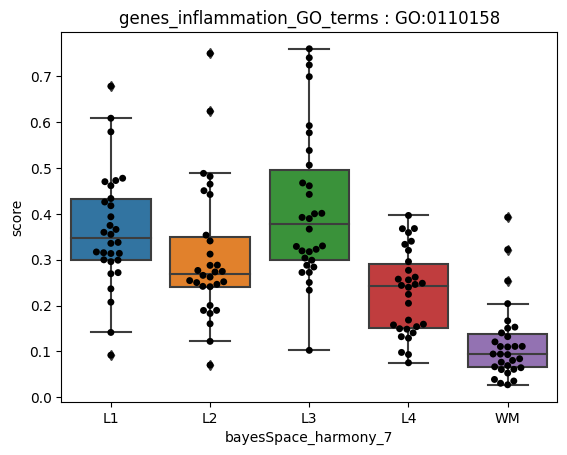 genes_inflammation_GO_terms : GO:0110158
0.7
0.6
0.5
0.4
0.3
0.2
0.1
0.0
score
L1 L2 L3 L4 WM
bayesSpace_harmony_7